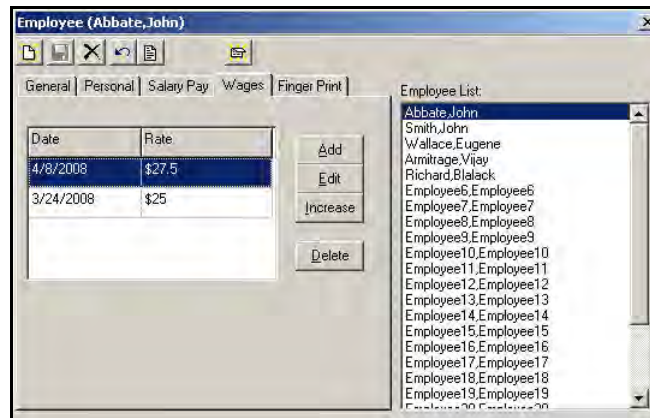 Employee (Abbate,John)
General Personal Salary Pay Wages Finger Print
Date Rate
4/8/2008 $27.5
3/24/2008 $25
Add
Edit
Increase
Delete
Employee List:
Abbate,John
Smith,John
Wallace,Eugene
Armitrage,Vijay
Richard,Blalack
Employee6,Employee6
Employee7,Employee7
Employee8,Employee8
Employee9,Employee9
Employee10,Employee10
Employee11,Employee11
Employee12,Employee12
Employee13,Employee13
Employee14,Employee14
Employee15,Employee15
Employee16,Employee16
Employee17,Employee17
Employee18,Employee18
Employee19,Employee19